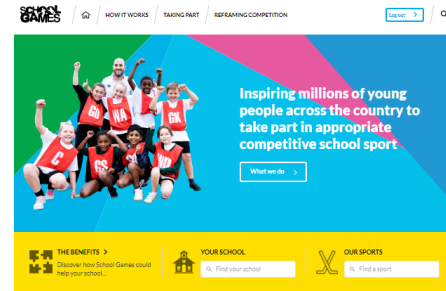 SCHOOL
GAMES
HOW IT WORKS
TAKING PART
REFRAMING COMPETITION
Log out
Inspiring millions of young
people across the country to
take part in appropriate
competitive school sport
What we do
GD
WA
GK
C
GS
THE BENEFITS
Discover how School Games could
help your school...
YOUR SCHOOL
Find your school
OUR SPORTS
Find a sport